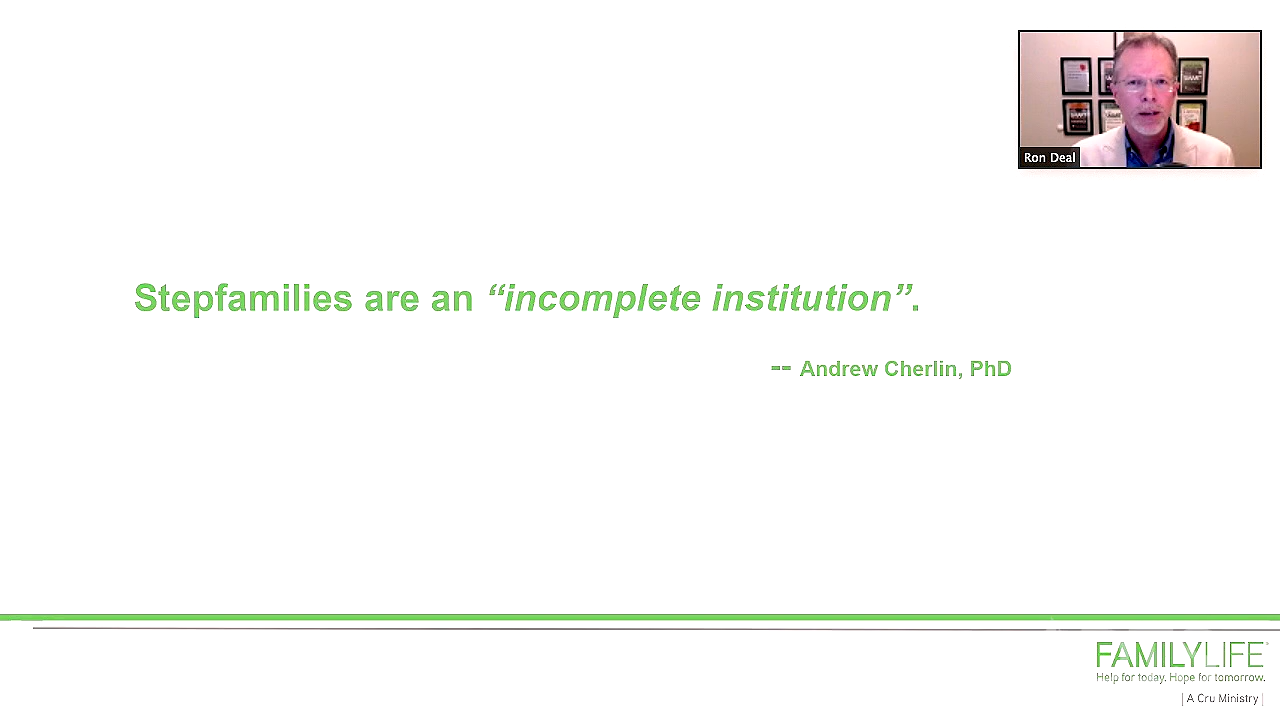 Ron Deal
Stepfamilies are an “incomplete institution”.
-- Andrew Cherlin, PhD
FAMILYLIFE
Help for today. Hope for tomorrow.
| A Cru Ministry |